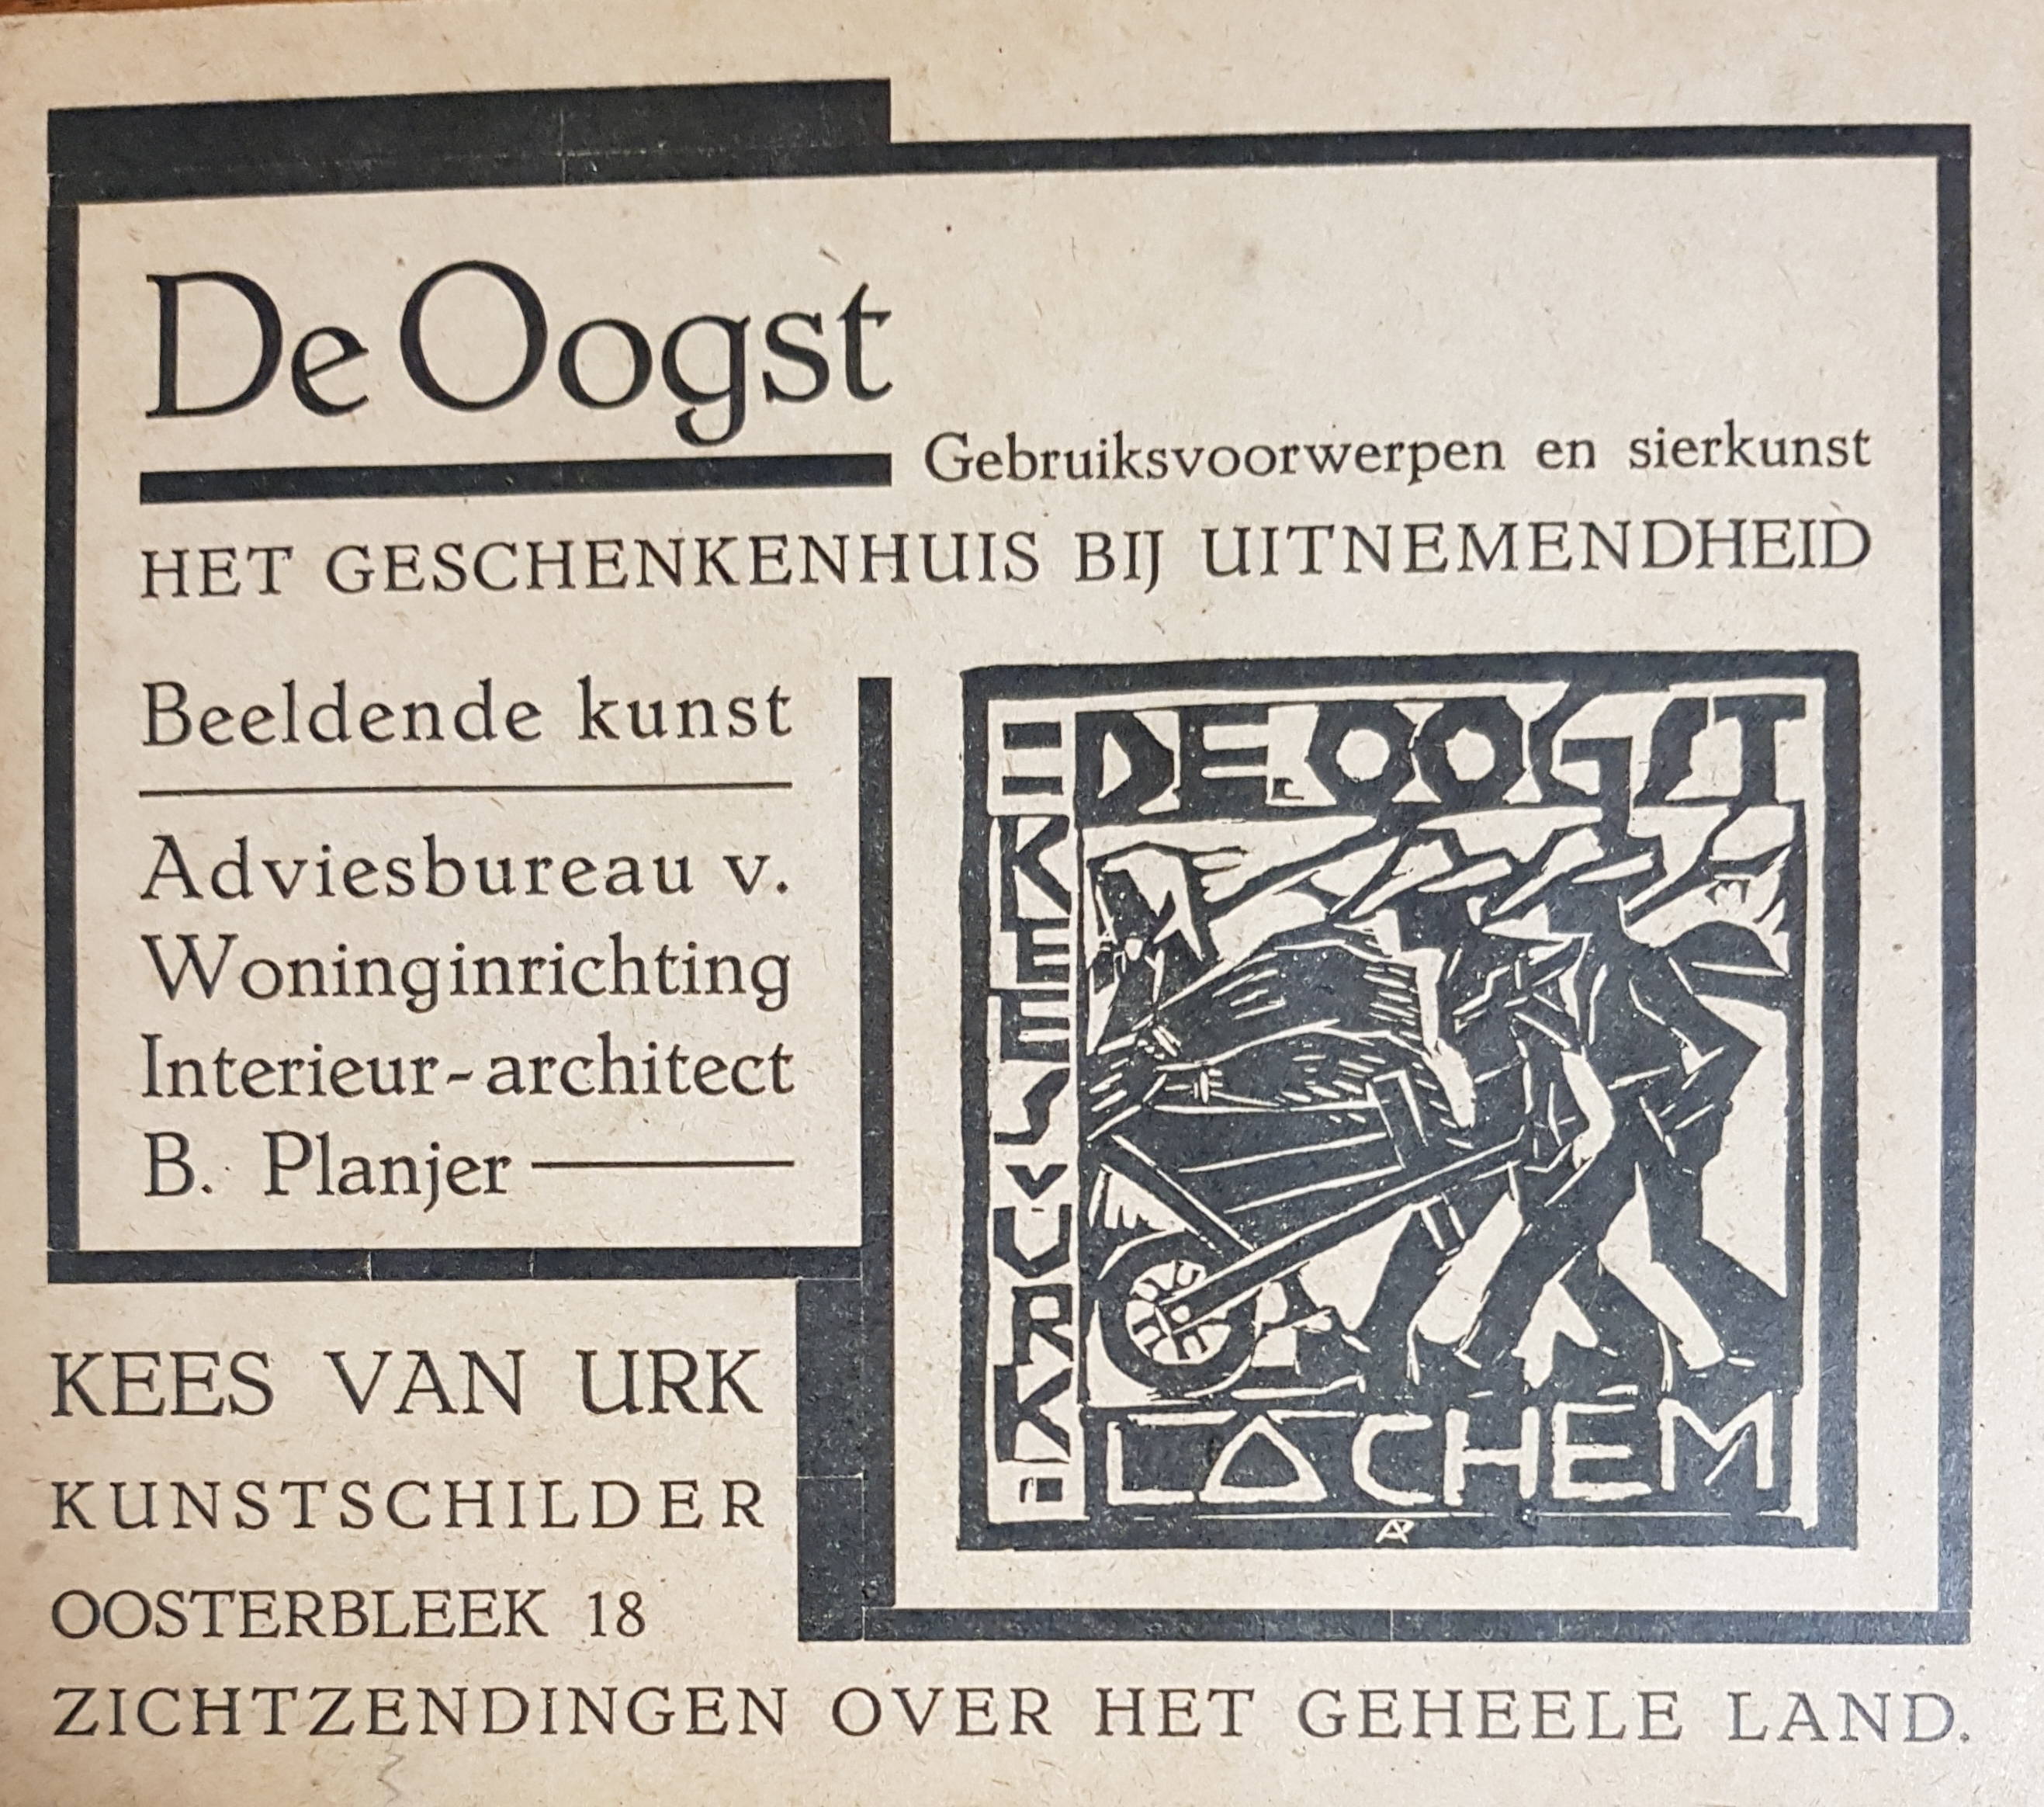 De Oogst
Gebruiksvoorwerpen en sierkunst
HET GESCHENKENHUIS BIJ UITNEMENDHEID
Beeldende kunst
Adviesbureau v.
Woninginrichting
Interieur-architect
B. Planjer
DE.OOGST
KEES V URK
LOCHEM
KEES VAN URK
KUNSTSCHILDER
OOSTERBLEEK 18
ZICHTZENDINGEN OVER HET GEHEELE LAND.